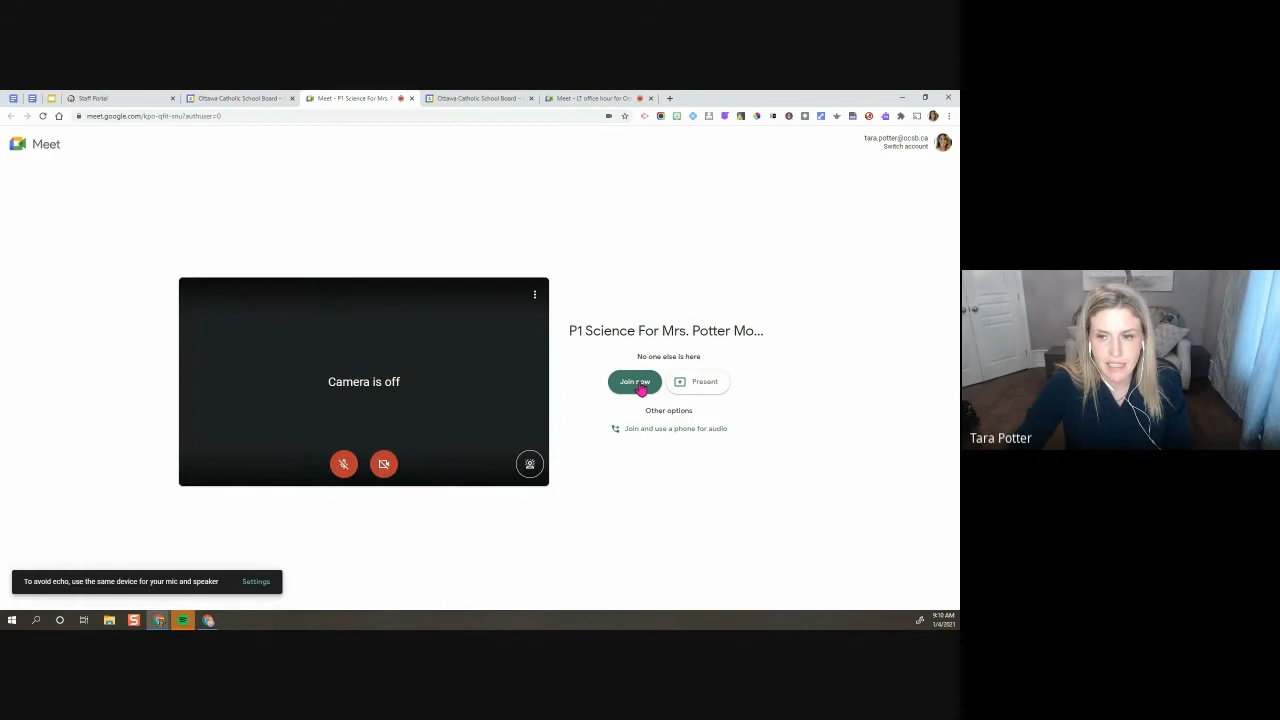 Staff Portal
Ottawa Catholic School Board –
Meet - P1 Science For Mrs.
Ottawa Catholic School Board –
Meet - LT office hour for Oc
meet.google.com/kpo-qfit-snu?authuser=0
Meet
tara.potter@ocsb.ca
Switch account
Camera is off
P1 Science For Mrs. Potter Mo...
No one else is here
Join now
Present
Other options
Join and use a phone for audio
Tara Potter
To avoid echo, use the same device for your mic and speaker
Settings
9:10 AM
1/4/2021